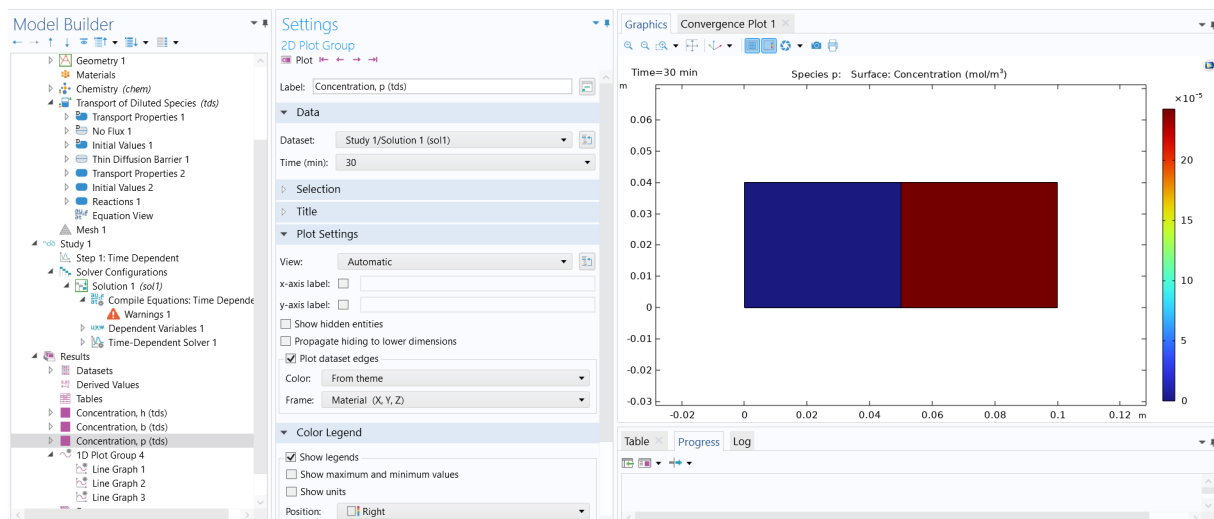 Model Builder
Geometry 1
Materials
Chemistry (chem)
Transport of Diluted Species (tds)
Transport Properties 1
No Flux 1
Initial Values 1
Thin Diffusion Barrier 1
Transport Properties 2
Initial Values 2
Reactions 1
Equation View
Mesh 1
Study 1
Step 1: Time Dependent
Solver Configurations
Solution 1 (sol1)
Compile Equations: Time Depende
Warnings 1
Dependent Variables 1
Time-Dependent Solver 1
Results
Datasets
Derived Values
Tables
Concentration, h (tds)
Concentration, b (tds)
Concentration, p (tds)
1D Plot Group 4
Line Graph 1
Line Graph 2
Line Graph 3
Settings
2D Plot Group
Plot
Label: Concentration, p (tds)
Data
Dataset: Study 1/Solution 1 (sol1)
Time (min): 30
Selection
Title
Plot Settings
View: Automatic
x-axis label:
y-axis label:
Show hidden entities
Propagate hiding to lower dimensions
Plot dataset edges
Color: From theme
Frame: Material (X, Y, Z)
Color Legend
Show legends
Show maximum and minimum values
Show units
Position: Right
Graphics Convergence Plot 1
Time=30 min Species p: Surface: Concentration (mol/m³)
m
×10⁻⁵
0.06
0.05
0.04
0.03
0.02
0.01
0
-0.01
-0.02
-0.03
-0.02 0 0.02 0.04 0.06 0.08 0.1 0.12 m
20
15
10
5
0
Table Progress Log